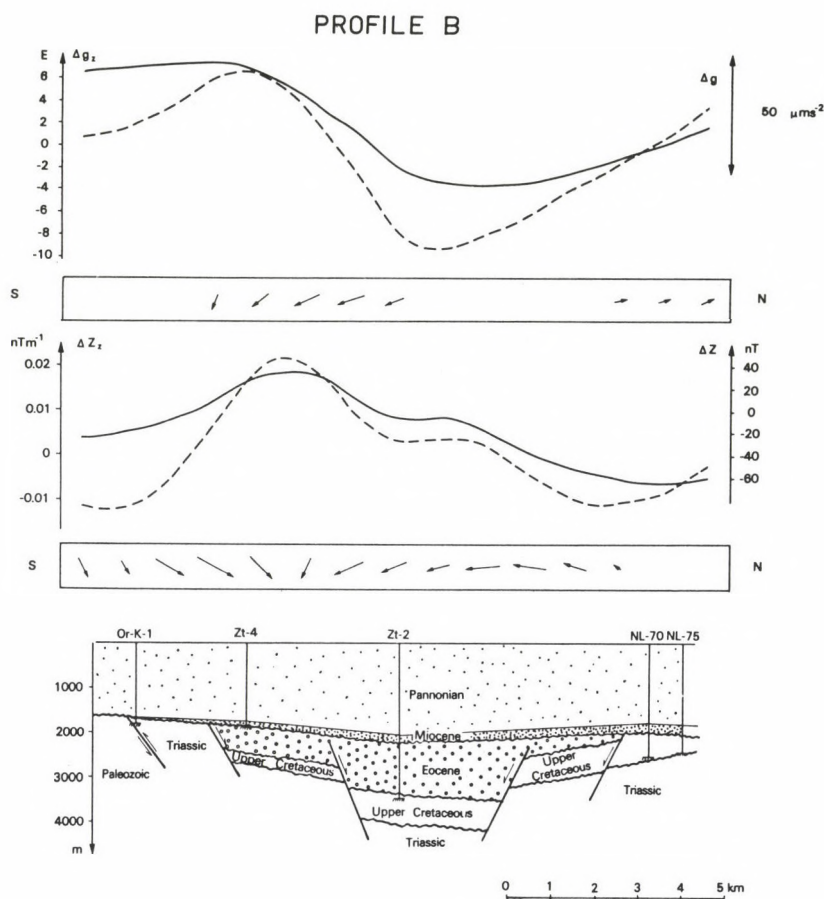 PROFILE B
E Δg_z
6
4
2
0
-2
-4
-6
-8
-10
Δg
50 μms⁻²
S N
nTm⁻¹ ΔZ_z
0.02
0.01
0
-0.01
ΔZ nT
40
20
0
-20
-40
-60
S N
Or-K-1 Zt-4 Zt-2 NL-70 NL-75
1000
2000
3000
4000
m
Pannonian
Miocene
Triassic
Paleozoic
Upper Cretaceous
Eocene
Upper
Cretaceous
Triassic
Upper Cretaceous
Triassic
0 1 2 3 4 5 km